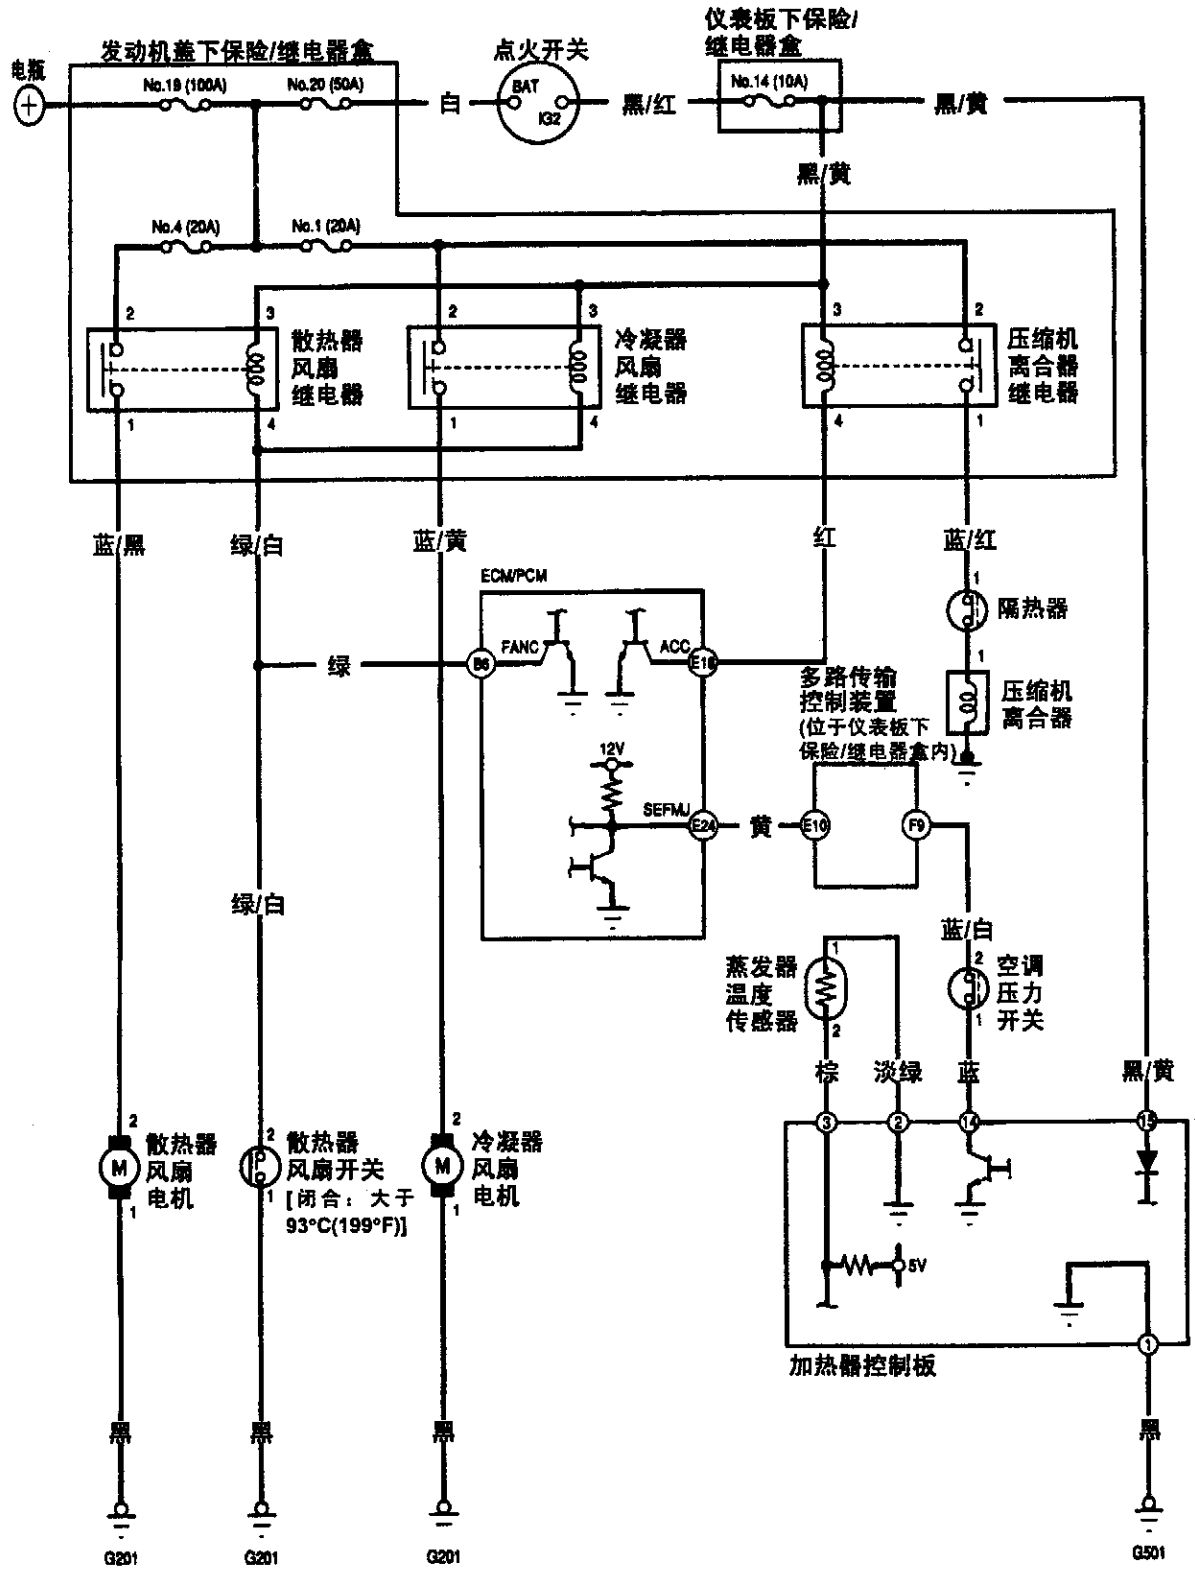 仪表板下保险/
继电器盒
发动机盖下保险/继电器盒
点火开关
电瓶
No.19 (100A)
No.20 (50A)
BAT
IG2
No.14 (10A)
白
黑/红
黑/黄
黑/黄
No.4 (20A)
No.1 (20A)
2
3
2
3
3
2
散热器
风扇
继电器
冷凝器
风扇
继电器
压缩机
离合器
继电器
1
4
1
4
4
1
蓝/黑
绿/白
蓝/黄
红
蓝/红
ECM/PCM
1
隔热器
FANC
ACC
B6
E18
绿
1
多路传输
控制装置
(位于仪表板下
保险/继电器盒内)
压缩机
离合器
12V
SEFMJ
E24
黄
E10
F9
绿/白
蓝/白
1
2
蒸发器
温度
传感器
2
空调
压力
开关
1
棕
淡绿
蓝
黑/黄
3
2
14
15
2
2
2
M
散热器
风扇
电机
散热器
风扇开关
[闭合：大于
93°C(199°F)]
M
冷凝器
风扇
电机
1
1
1
5V
1
加热器控制板
黑
黑
黑
黑
G201
G201
G201
G501